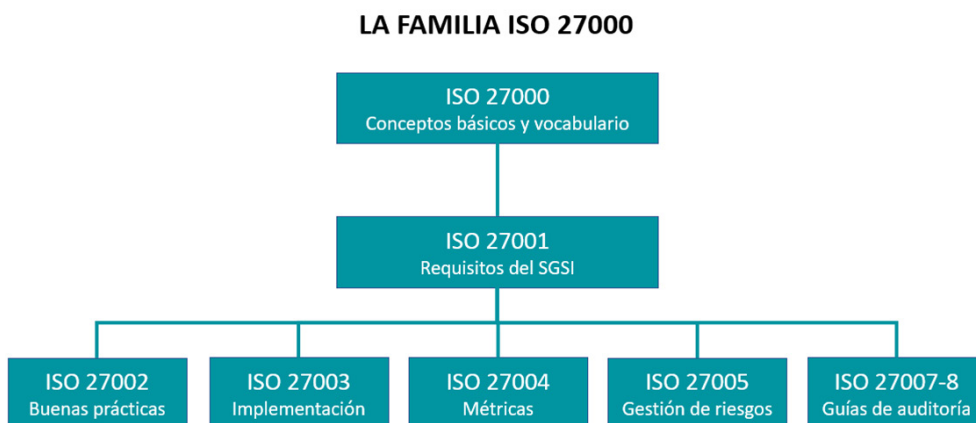 LA FAMILIA ISO 27000
ISO 27000
Conceptos básicos y vocabulario
ISO 27001
Requisitos del SGSI
ISO 27002
Buenas prácticas
ISO 27003
Implementación
ISO 27004
Métricas
ISO 27005
Gestión de riesgos
ISO 27007-8
Guías de auditoría